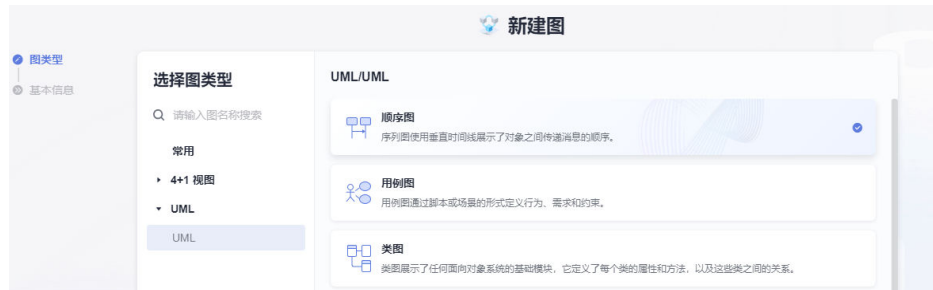 新建图
图类型
基本信息
选择图类型
请输入图名称搜索
常用
4+1 视图
UML
UML
UML/UML
顺序图
序列图使用垂直时间线展示了对象之间传递消息的顺序。
用例图
用例图通过脚本或场景的形式定义行为、需求和约束。
类图
类图展示了任何面向对象系统的基础模块，它定义了每个类的属性和方法，以及这些类之间的关系。